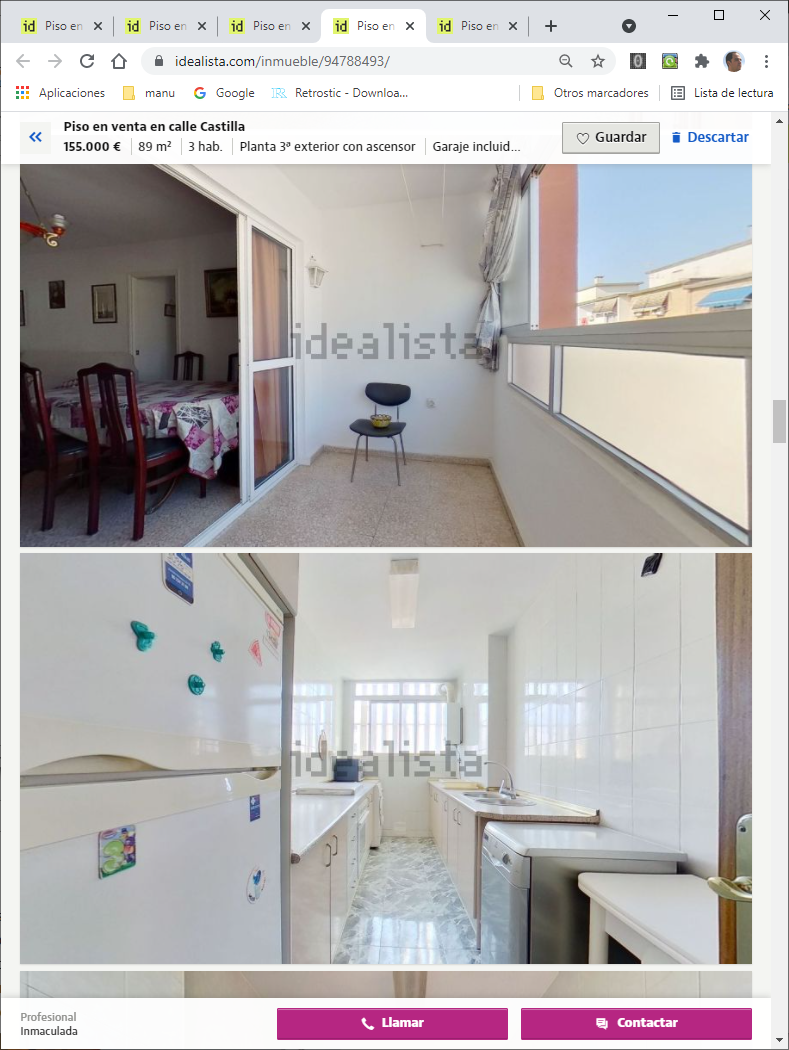 id Piso en
id Piso en
id Piso en
id Piso en
id Piso en
idealista.com/inmueble/94788493/
Aplicaciones
manu
Google
Retrostic - Downloa...
Otros marcadores
Lista de lectura
Piso en venta en calle Castilla
155.000 € 89 m² 3 hab. Planta 3ª exterior con ascensor Garaje incluid...
Guardar
Descartar
idealista
idealista
Profesional
Inmaculada
Llamar
Contactar